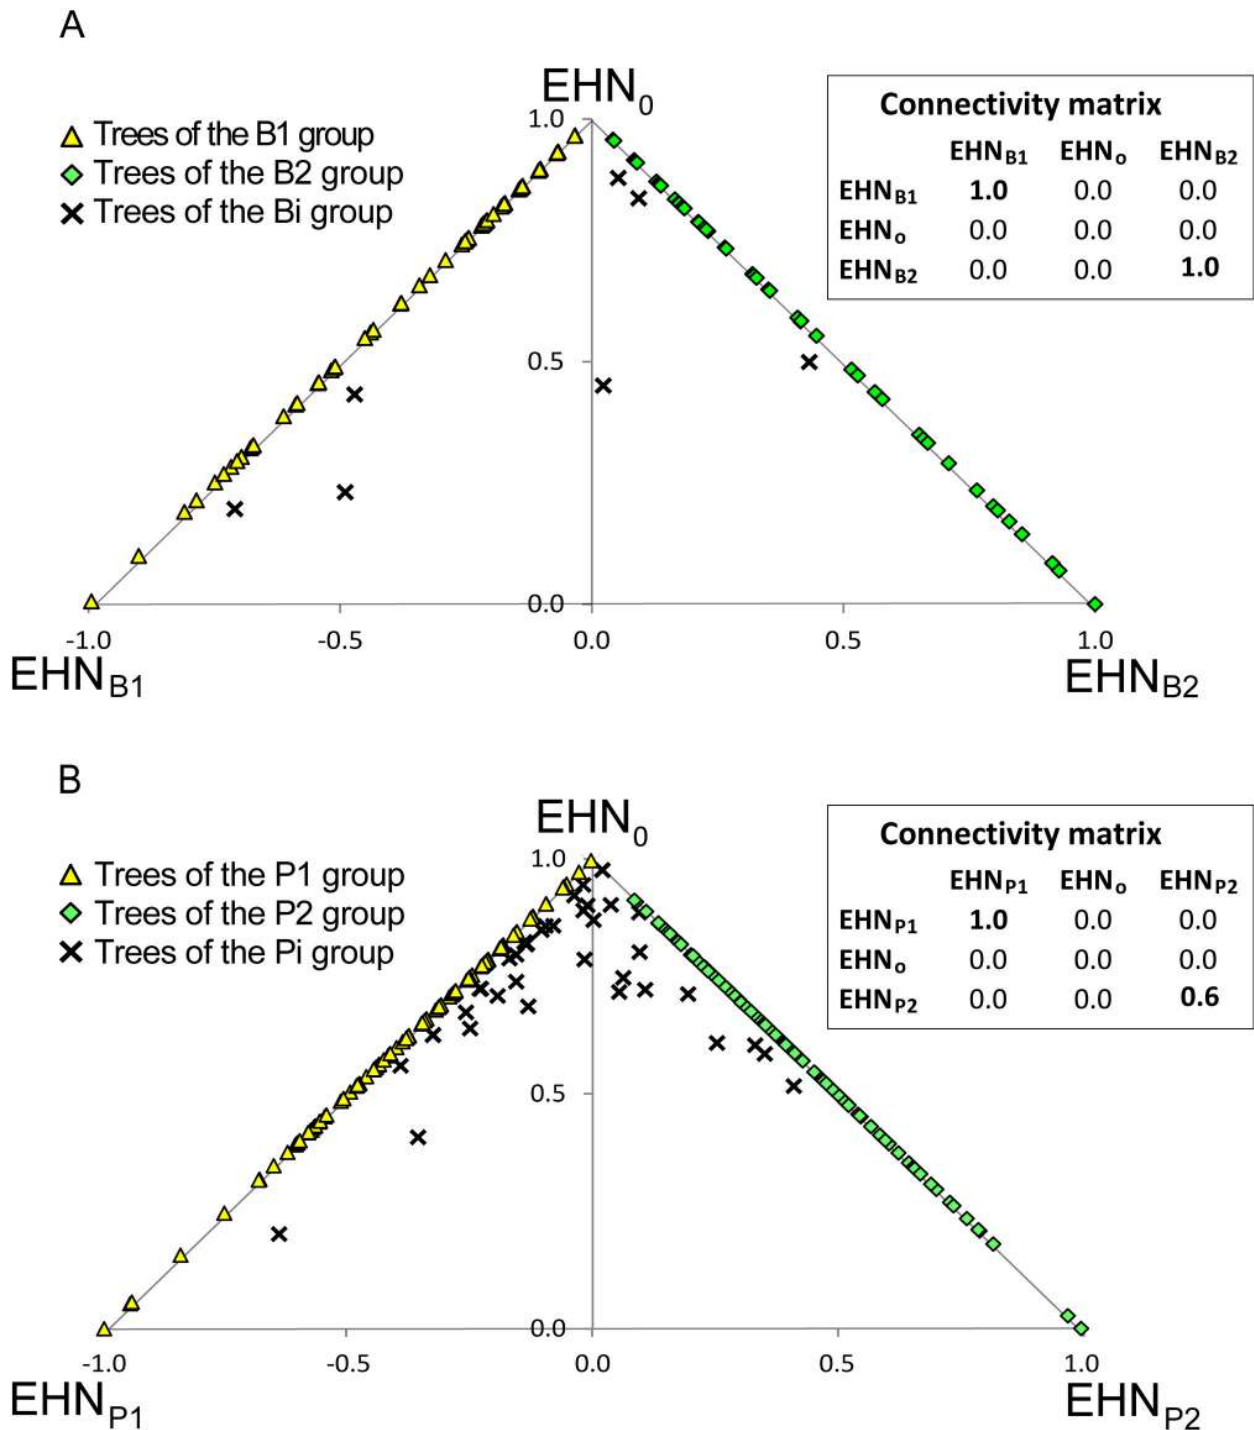 A
EHN0
Trees of the B1 group
Trees of the B2 group
Trees of the Bi group
Connectivity matrix
EHNB1 EHNo EHNB2
EHNB1 1.0 0.0 0.0
EHNo 0.0 0.0 0.0
EHNB2 0.0 0.0 1.0
1.0
0.5
0.0
-1.0 -0.5 0.0 0.5 1.0
EHNB1 EHNB2
B
EHN0
Trees of the P1 group
Trees of the P2 group
Trees of the Pi group
Connectivity matrix
EHNP1 EHNo EHNP2
EHNP1 1.0 0.0 0.0
EHNo 0.0 0.0 0.0
EHNP2 0.0 0.0 0.6
1.0
0.5
0.0
-1.0 -0.5 0.0 0.5 1.0
EHNP1 EHNP2